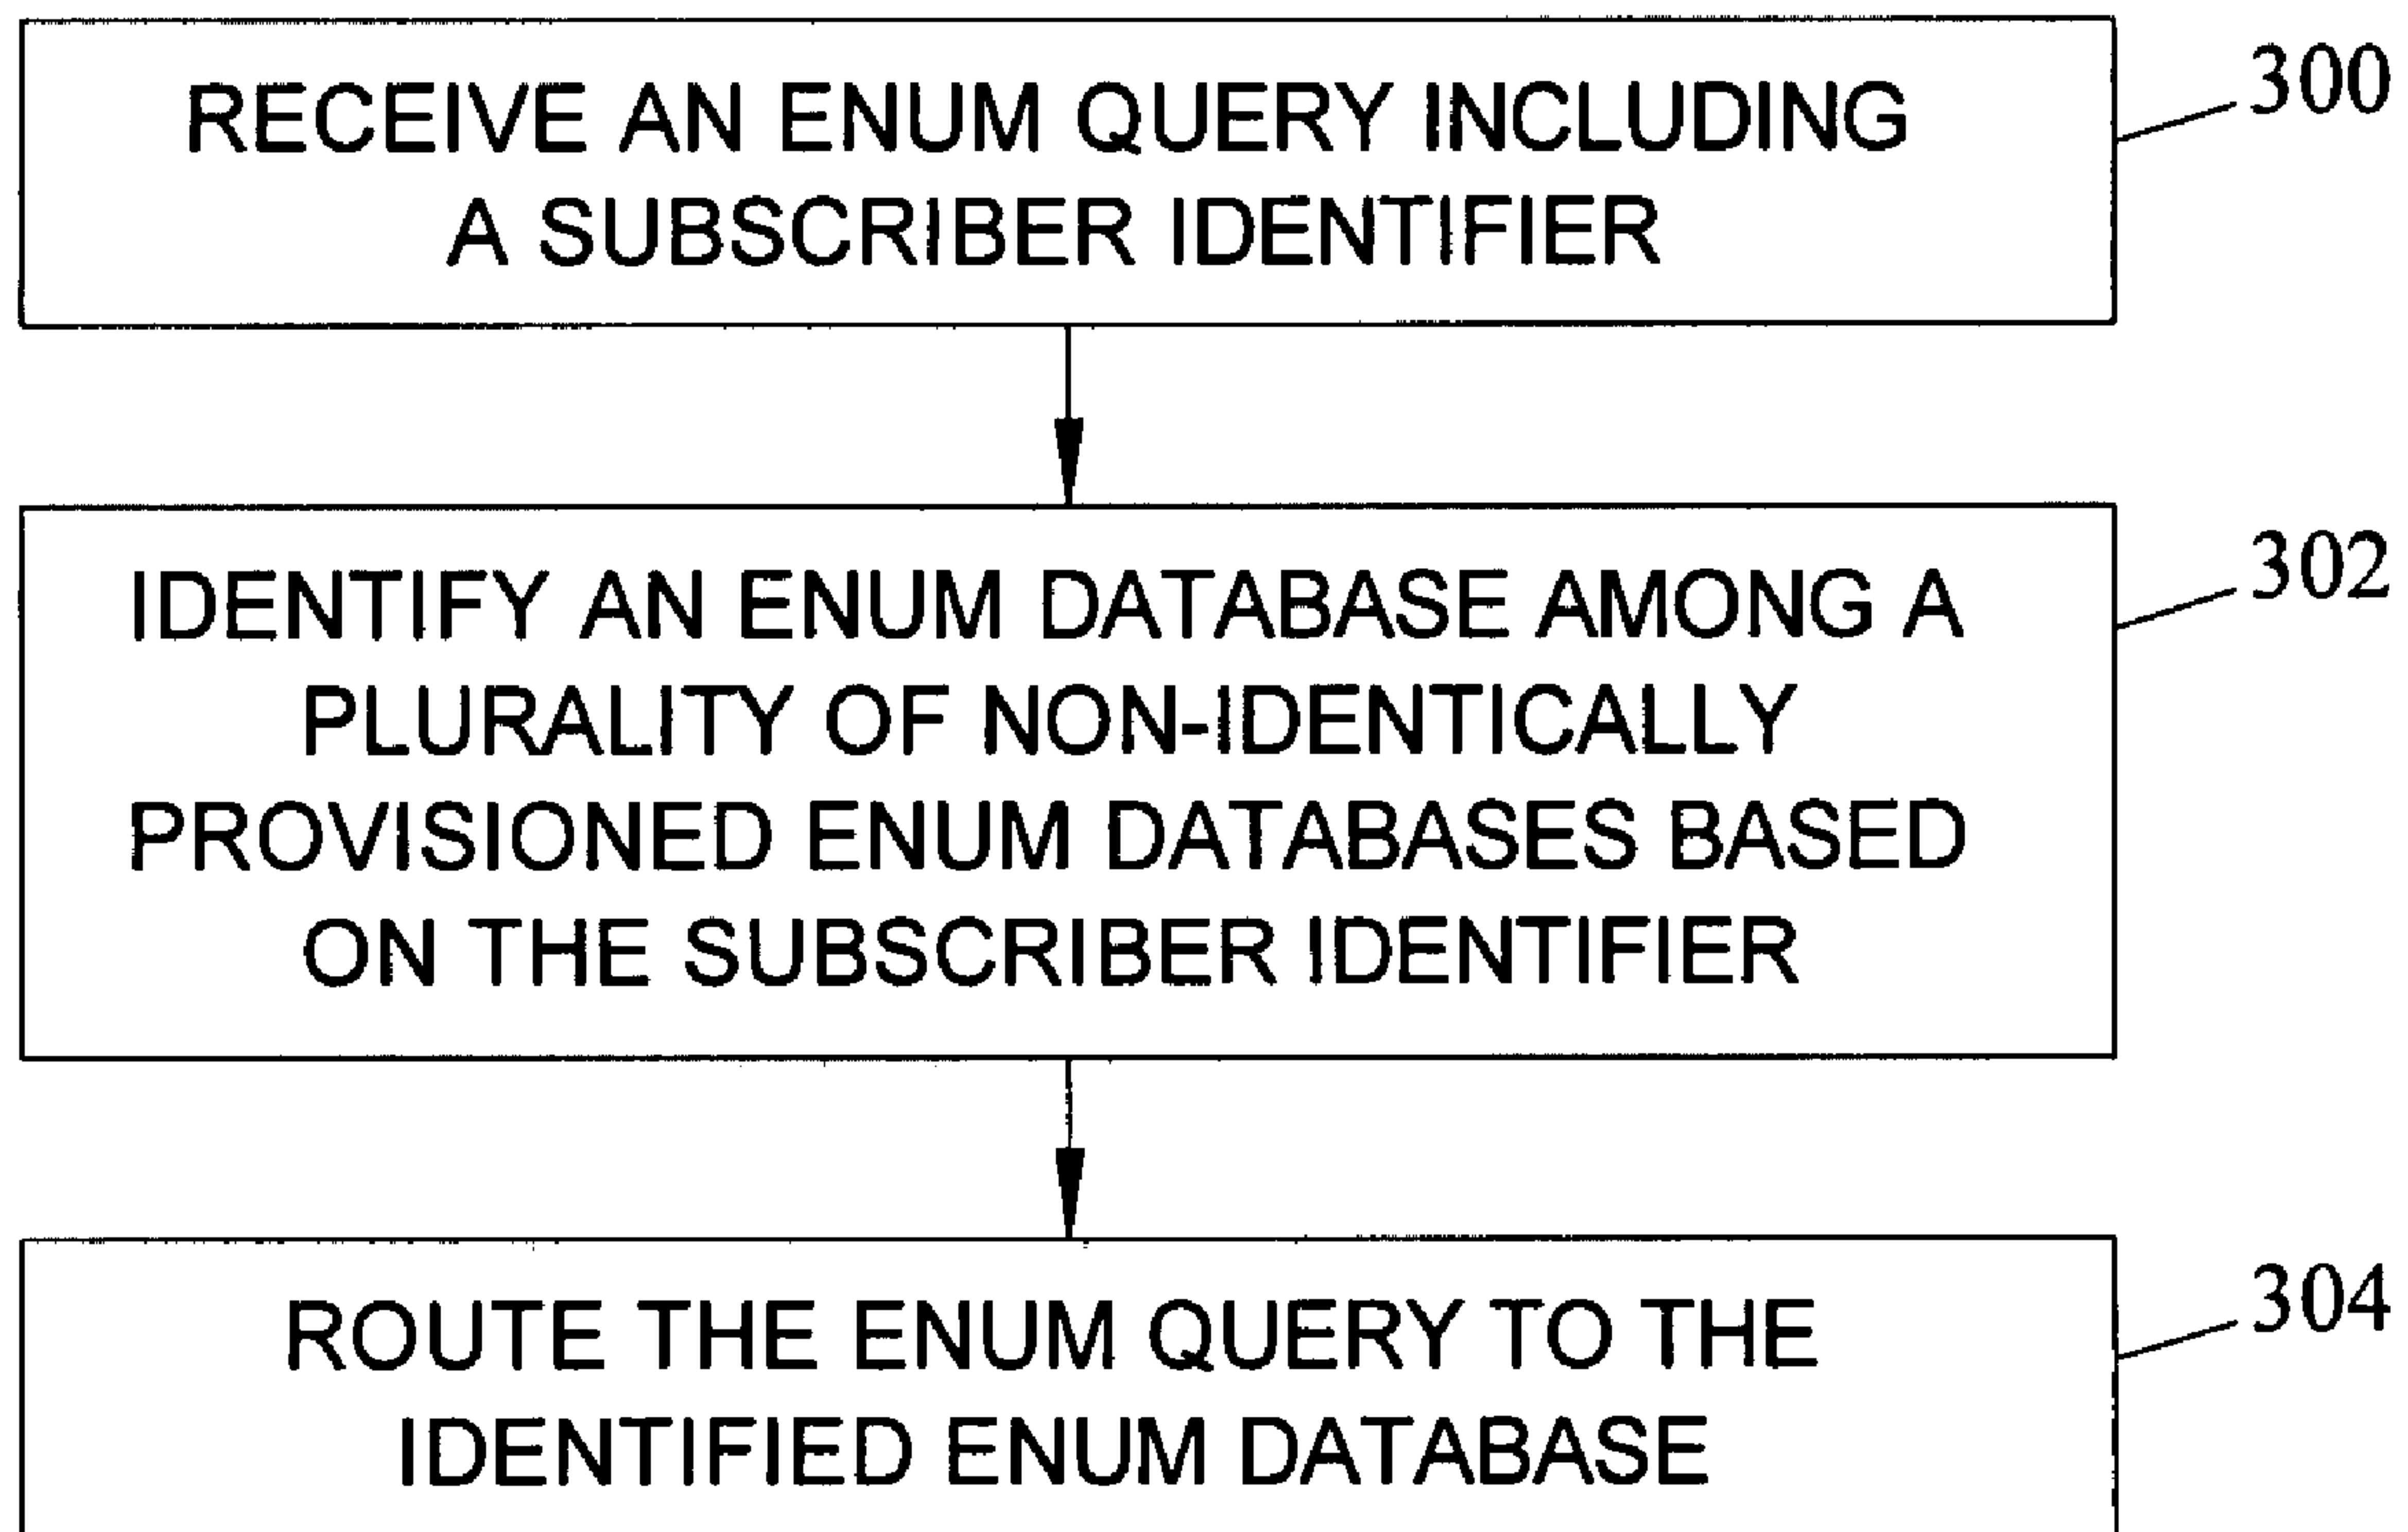 RECEIVE AN ENUM QUERY INCLUDING
A SUBSCRIBER IDENTIFIER
300
IDENTIFY AN ENUM DATABASE AMONG A
PLURALITY OF NON-IDENTICALLY
PROVISIONED ENUM DATABASES BASED
ON THE SUBSCRIBER IDENTIFIER
302
ROUTE THE ENUM QUERY TO THE
IDENTIFIED ENUM DATABASE
304